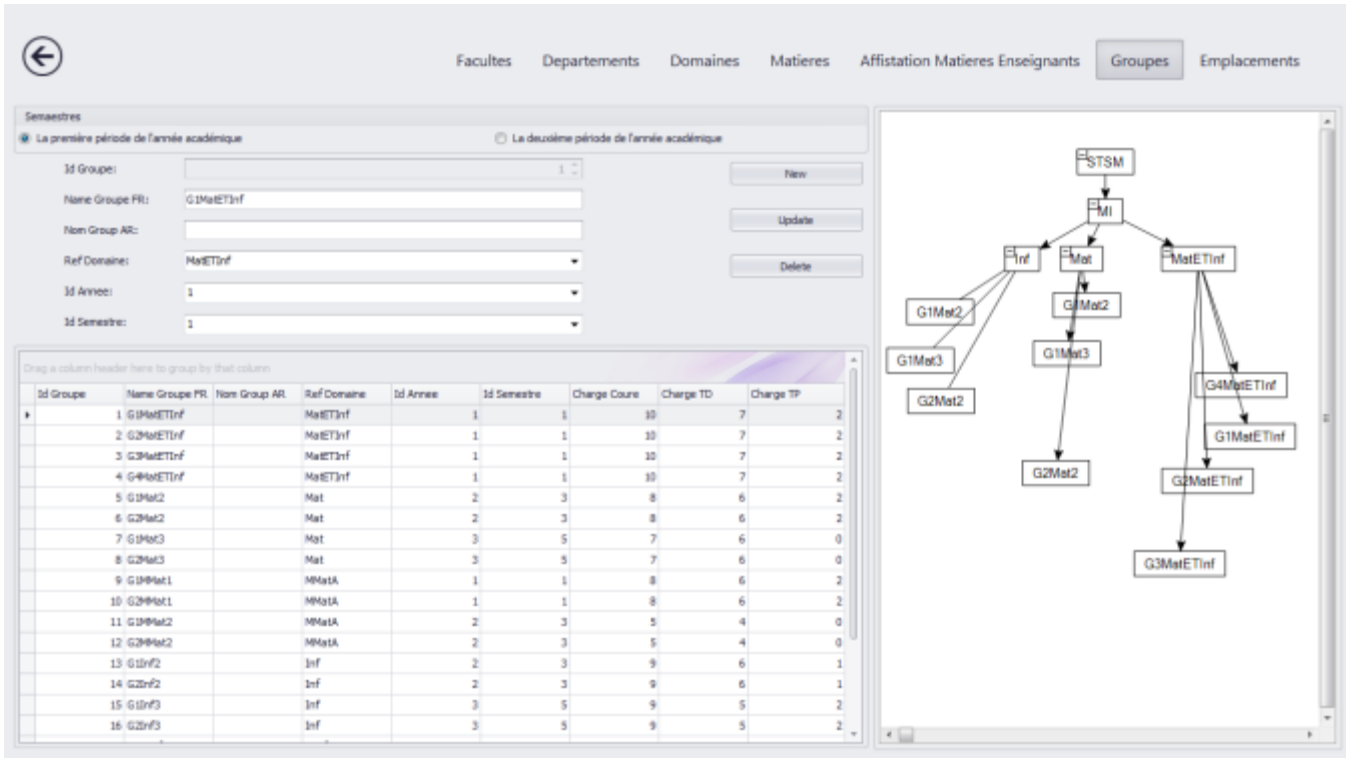 Facultes Departements Domaines Matieres Affistation Matieres Enseignants Groupes Emplacements
Semaestres
La première période de l'année académique La deuxième période de l'année académique
Id Groupe: 1
Name Groupe FR: G1MatETInf
Nom Group AR:
Ref Domaine: MatETInf
Id Annee: 1
Id Semestre: 1
New
Update
Delete
Drag a column header here to group by that column
Id Groupe Name Groupe FR Nom Group AR Ref Domaine Id Annee Id Semestre Charge Coure Charge TD Charge TP
1 G1MatETInf MatETInf 1 1 10 7 2
2 G2MatETInf MatETInf 1 1 10 7 2
3 G3MatETInf MatETInf 1 1 10 7 2
4 G4MatETInf MatETInf 1 1 10 7 2
5 G1Mat2 Mat 2 3 8 6 2
6 G2Mat2 Mat 2 3 8 6 2
7 G1Mat3 Mat 3 5 7 6 0
8 G2Mat3 Mat 3 5 7 6 0
9 G1MMat1 MMatA 1 1 8 6 2
10 G2MMat1 MMatA 1 1 8 6 2
11 G1MMat2 MMatA 2 3 5 4 0
12 G2MMat2 MMatA 2 3 5 4 0
13 G1Inf2 Inf 2 3 9 6 1
14 G2Inf2 Inf 2 3 9 6 1
15 G1Inf3 Inf 3 5 9 5 2
16 G2Inf3 Inf 3 5 9 5 2
STSM
MI
Inf Mat MatETInf
G1Mat2 G1Mat2
G1Mat3 G1Mat3
G2Mat2 G4MatETInf
G1MatETInf
G2Mat2 G2MatETInf
G3MatETInf